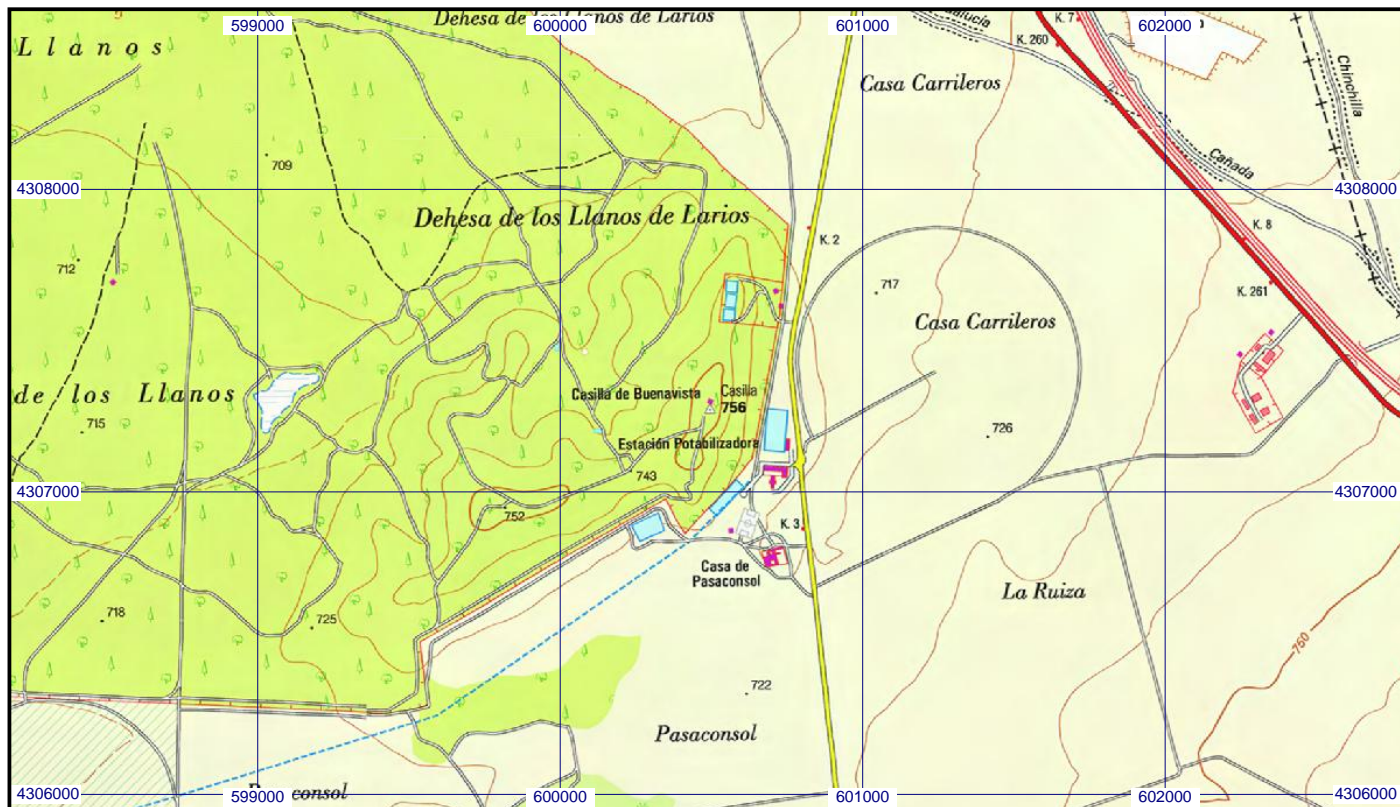 Dehesa de los Llanos de Larios
599000
600000
601000
602000
K. 7
K. 260
Llanos
Casa Carrileros
Chinchilla
Cañada
709
4308000
4308000
Dehesa de los Llanos de Larios
K. 2
K. 8
712
717
K. 261
Casa Carrileros
de los Llanos
Casilla de Buenavista
Casilla
756
715
726
Estación Potabilizadora
743
4307000
4307000
752
K. 3
Casa de
Pasaconsol
La Ruiza
718
725
750
722
Pasaconsol
consol
4306000
4306000
599000
600000
601000
602000